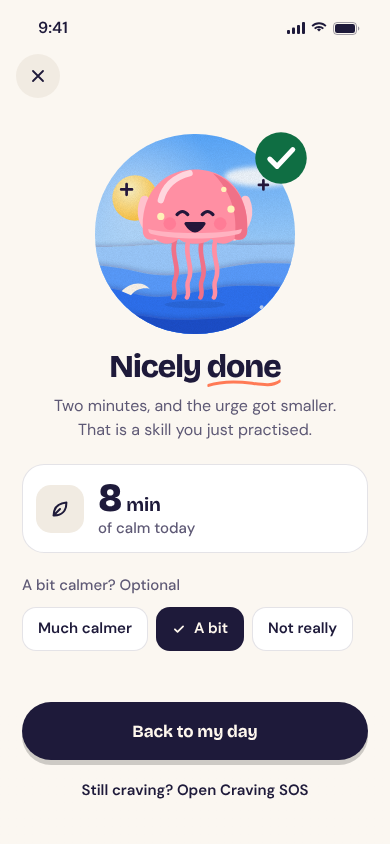 9:41
Nicely done
Two minutes, and the urge got smaller.
That is a skill you just practised.
8 min
of calm today
A bit calmer? Optional
Much calmer
A bit
Not really
Back to my day
Still craving? Open Craving SOS